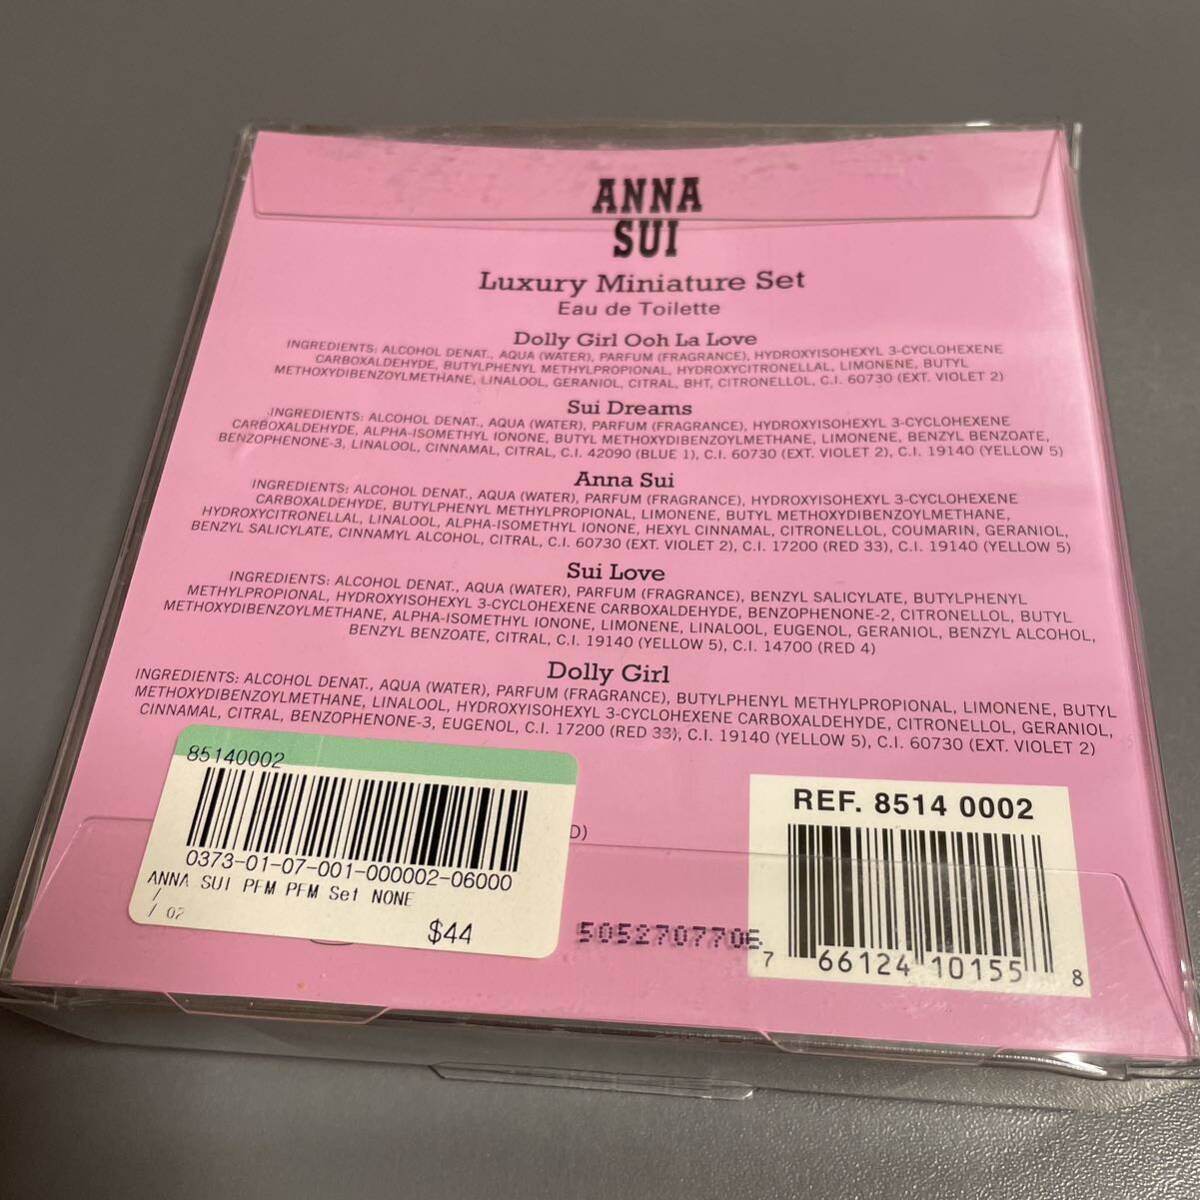 ANNA
SUI
Luxury Miniature Set
Eau de Toilette
Dolly Girl Ooh La Love
INGREDIENTS: ALCOHOL DENAT., AQUA (WATER), PARFUM (FRAGRANCE), HYDROXYISOHEXYL 3-CYCLOHEXENE
CARBOXALDEHYDE, BUTYLPHENYL METHYLPROPIONAL, HYDROXYCITRONELLAL, LIMONENE, BUTYL
METHOXYDIBENZOYLMETHANE, LINALOOL, GERANIOL, CITRAL, BHT, CITRONELLOL, C.I. 60730 (EXT. VIOLET 2)
Sui Dreams
INGREDIENTS: ALCOHOL DENAT., AQUA (WATER), PARFUM (FRAGRANCE), HYDROXYISOHEXYL 3-CYCLOHEXENE
CARBOXALDEHYDE, ALPHA-ISOMETHYL IONONE, BUTYL METHOXYDIBENZOYLMETHANE, LIMONENE, BENZYL BENZOATE,
BENZOPHENONE-3, LINALOOL, CINNAMAL, CITRAL, C.I. 42090 (BLUE 1), C.I. 60730 (EXT. VIOLET 2), C.I. 19140 (YELLOW 5)
Anna Sui
INGREDIENTS: ALCOHOL DENAT., AQUA (WATER), PARFUM (FRAGRANCE), HYDROXYISOHEXYL 3-CYCLOHEXENE
CARBOXALDEHYDE, BUTYLPHENYL METHYLPROPIONAL, LIMONENE, BUTYL METHOXYDIBENZOYLMETHANE,
HYDROXYCITRONELLAL, LINALOOL, ALPHA-ISOMETHYL IONONE, HEXYL CINNAMAL, CITRONELLOL, COUMARIN, GERANIOL,
BENZYL SALICYLATE, CINNAMYL ALCOHOL, CITRAL, C.I. 60730 (EXT. VIOLET 2), C.I. 17200 (RED 33), C.I. 19140 (YELLOW 5)
Sui Love
INGREDIENTS: ALCOHOL DENAT., AQUA (WATER), PARFUM (FRAGRANCE), BENZYL SALICYLATE, BUTYLPHENYL
METHYLPROPIONAL, HYDROXYISOHEXYL 3-CYCLOHEXENE CARBOXALDEHYDE, BENZOPHENONE-2, CITRONELLOL, BUTYL
METHOXYDIBENZOYLMETHANE, ALPHA-ISOMETHYL IONONE, LIMONENE, LINALOOL, EUGENOL, GERANIOL, BENZYL ALCOHOL,
BENZYL BENZOATE, CITRAL, C.I. 19140 (YELLOW 5), C.I. 14700 (RED 4)
Dolly Girl
INGREDIENTS: ALCOHOL DENAT., AQUA (WATER), PARFUM (FRAGRANCE), BUTYLPHENYL METHYLPROPIONAL, LIMONENE, BUTYL
METHOXYDIBENZOYLMETHANE, LINALOOL, HYDROXYISOHEXYL 3-CYCLOHEXENE CARBOXALDEHYDE, CITRONELLOL, GERANIOL,
CINNAMAL, CITRAL, BENZOPHENONE-3, EUGENOL, C.I. 17200 (RED 33), C.I. 19140 (YELLOW 5), C.I. 60730 (EXT. VIOLET 2)
85140002
0373-01-07-001-000002-06000
ANNA SUI PFM PFM Set NONE
/
/ 02
$44
D)
REF. 8514 0002
7 66124 10155 8